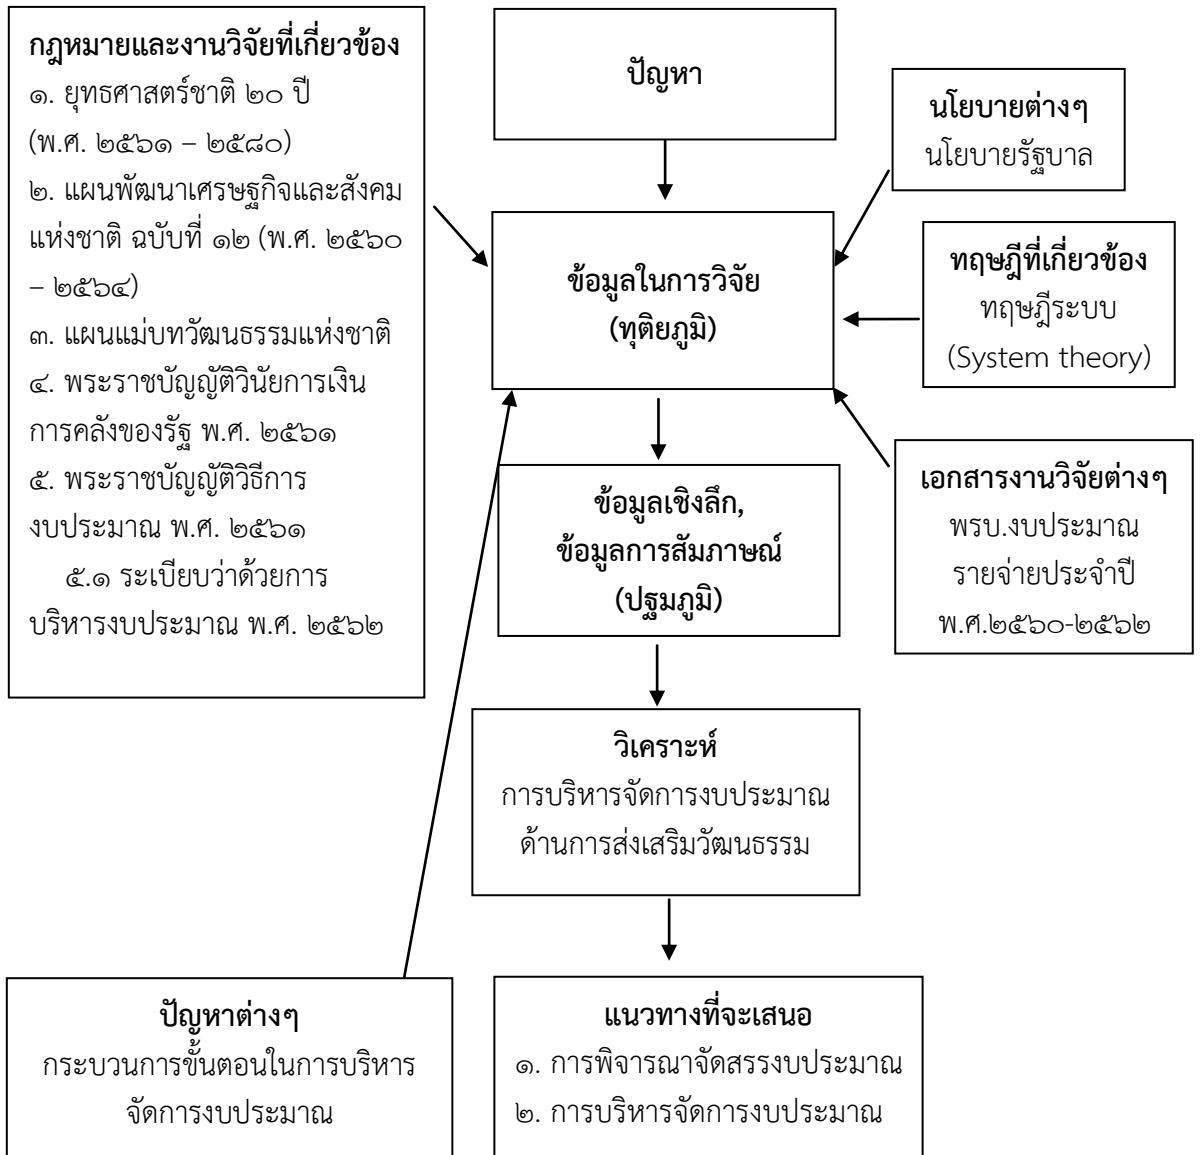 กฎหมายและงานวิจัยที่เกี่ยวข้อง
๑. ยุทธศาสตร์ชาติ ๒๐ ปี
(พ.ศ. ๒๕๖๑ – ๒๕๘๐)
๒. แผนพัฒนาเศรษฐกิจและสังคม
แห่งชาติ ฉบับที่ ๑๒ (พ.ศ. ๒๕๖๐
– ๒๕๖๔)
๓. แผนแม่บทวัฒนธรรมแห่งชาติ
๔. พระราชบัญญัติวินัยการเงิน
การคลังของรัฐ พ.ศ. ๒๕๖๑
๕. พระราชบัญญัติวิธีการ
งบประมาณ พ.ศ. ๒๕๖๑
๕.๑ ระเบียบว่าด้วยการ
บริหารงบประมาณ พ.ศ. ๒๕๖๒
ปัญหา
นโยบายต่างๆ
นโยบายรัฐบาล
ข้อมูลในการวิจัย
(ทุติยภูมิ)
ทฤษฎีที่เกี่ยวข้อง
ทฤษฎีระบบ
(System theory)
ข้อมูลเชิงลึก,
ข้อมูลการสัมภาษณ์
(ปฐมภูมิ)
เอกสารงานวิจัยต่างๆ
พรบ.งบประมาณ
รายจ่ายประจำปี
พ.ศ.๒๕๖๐-๒๕๖๒
วิเคราะห์
การบริหารจัดการงบประมาณ
ด้านการส่งเสริมวัฒนธรรม
ปัญหาต่างๆ
กระบวนการขั้นตอนในการบริหาร
จัดการงบประมาณ
แนวทางที่จะเสนอ
๑. การพิจารณาจัดสรรงบประมาณ
๒. การบริหารจัดการงบประมาณ